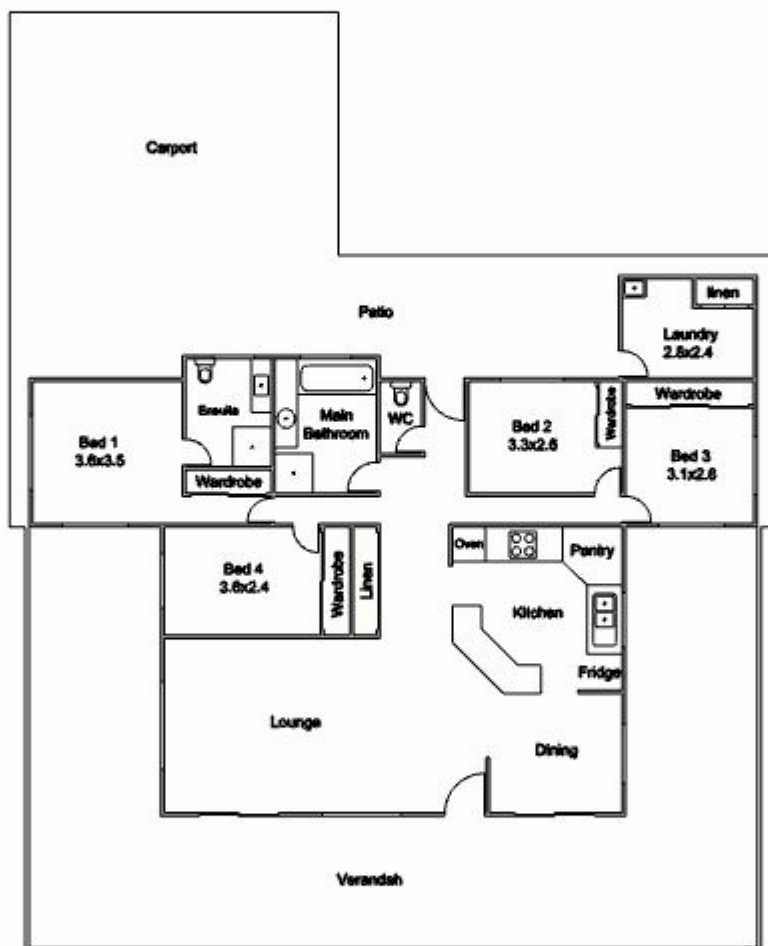 Carport
Patio
linen
Laundry
2.8x2.4
Ensuite
Main
Bathroom
WC
Bed 1
3.6x3.5
Wardrobe
Bed 2
3.3x2.6
Wardrobe
Wardrobe
Bed 3
3.1x2.6
Bed 4
3.6x2.4
Wardrobe
Linen
Oven
Pantry
Kitchen
Fridge
Lounge
Dining
Verandah